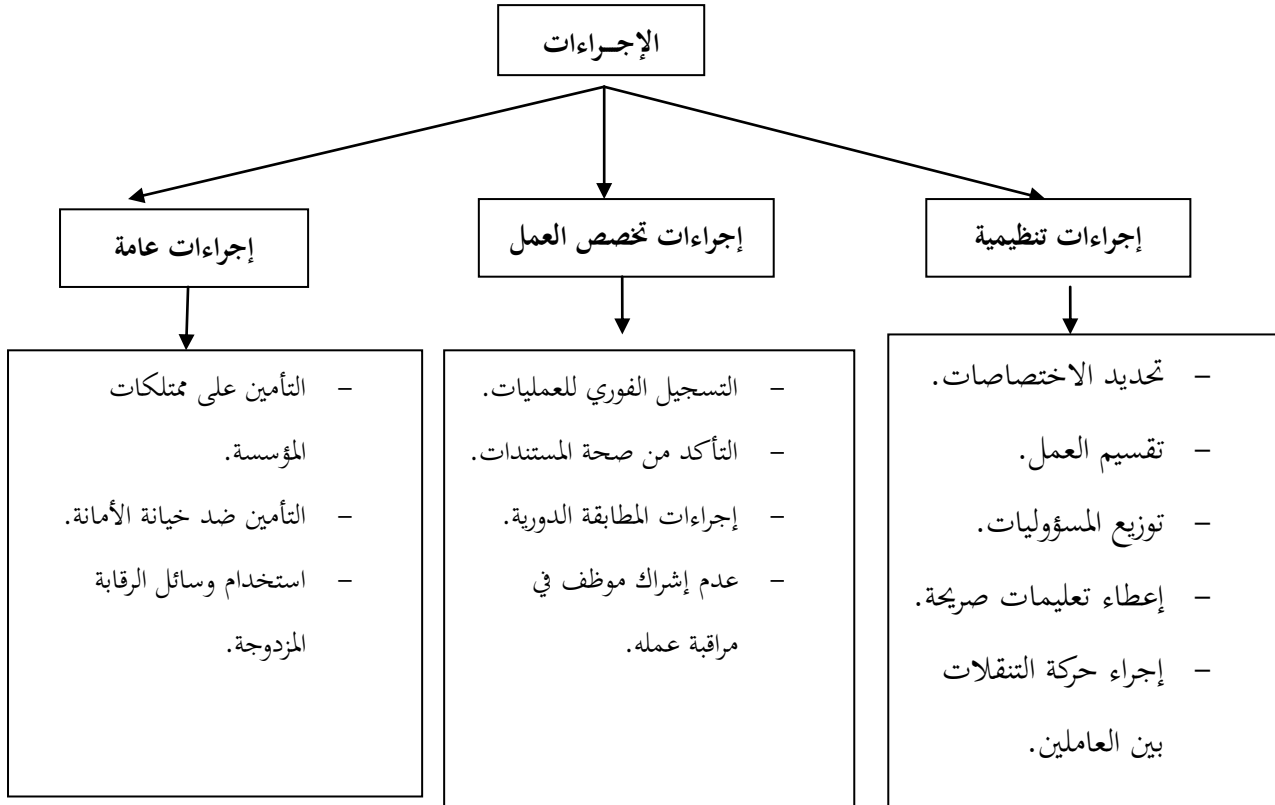 الإجـراءات
إجراءات تنظيمية
إجراءات تخصص العمل
إجراءات عامة
– تحديد الاختصاصات.
– تقسيم العمل.
– توزيع المسؤوليات.
– إعطاء تعليمات صريحة.
– إجراء حركة التنقلات
بين العاملين.
– التسجيل الفوري للعمليات.
– التأكد من صحة المستندات.
– إجراءات المطابقة الدورية.
– عدم إشراك موظف في
مراقبة عمله.
– التأمين على ممتلكات
المؤسسة.
– التأمين ضد خيانة الأمانة.
– استخدام وسائل الرقابة
المزدوجة.